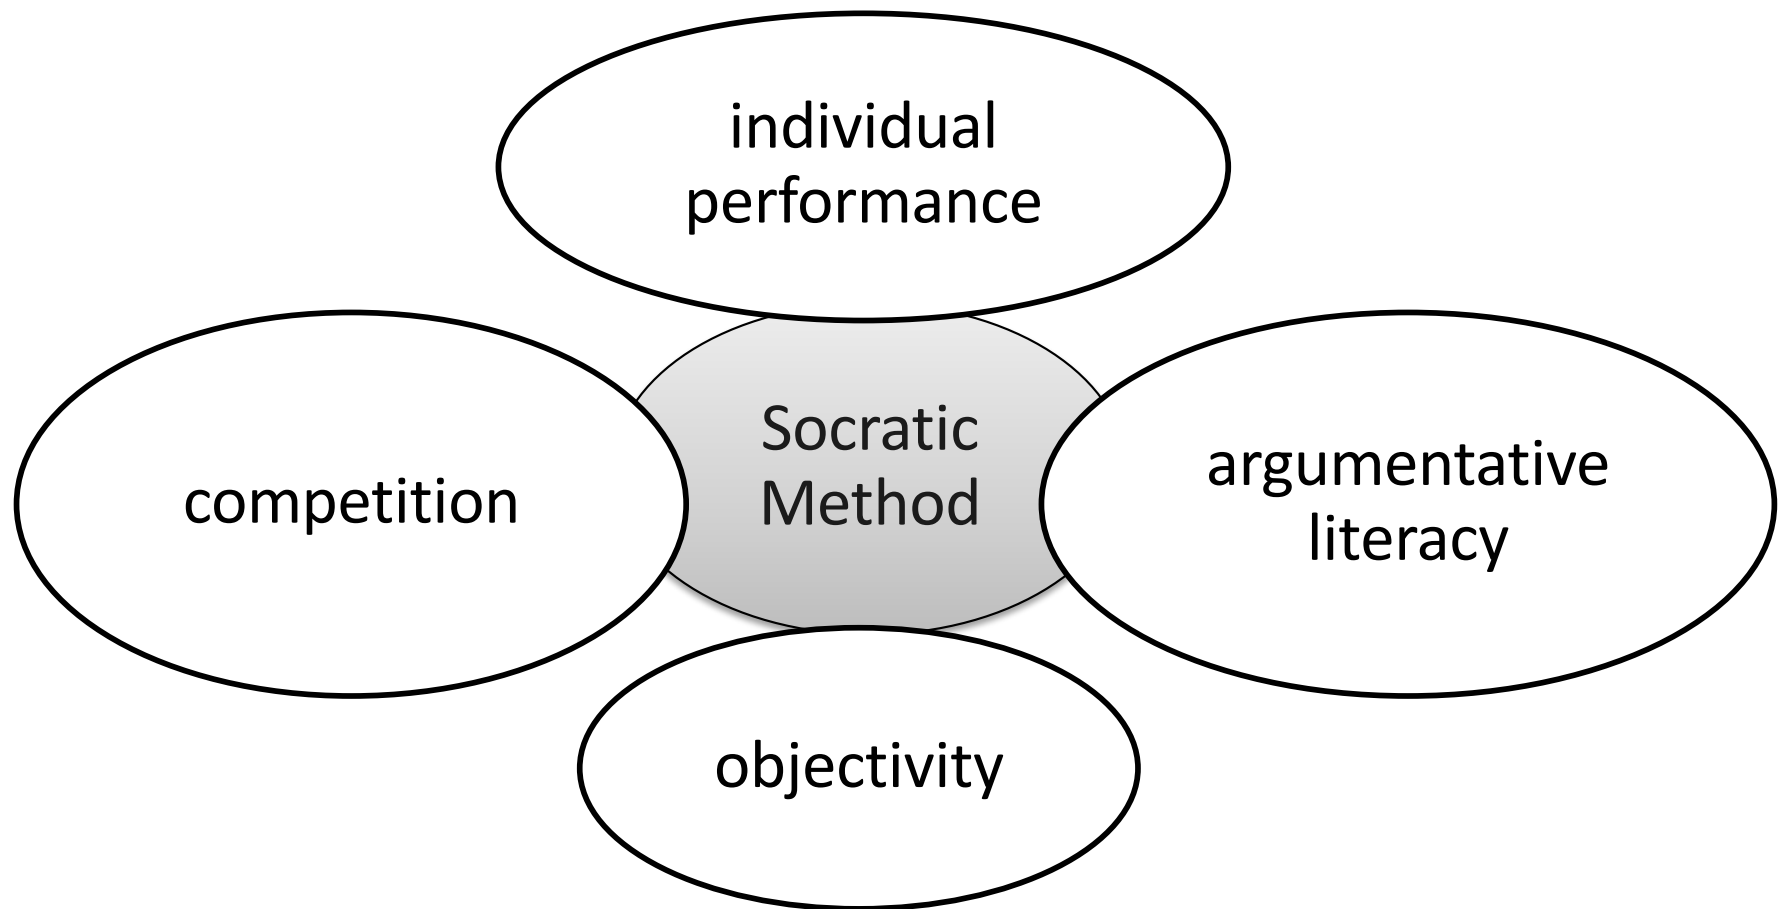 individual
performance
competition
Socratic
Method
argumentative
literacy
objectivity